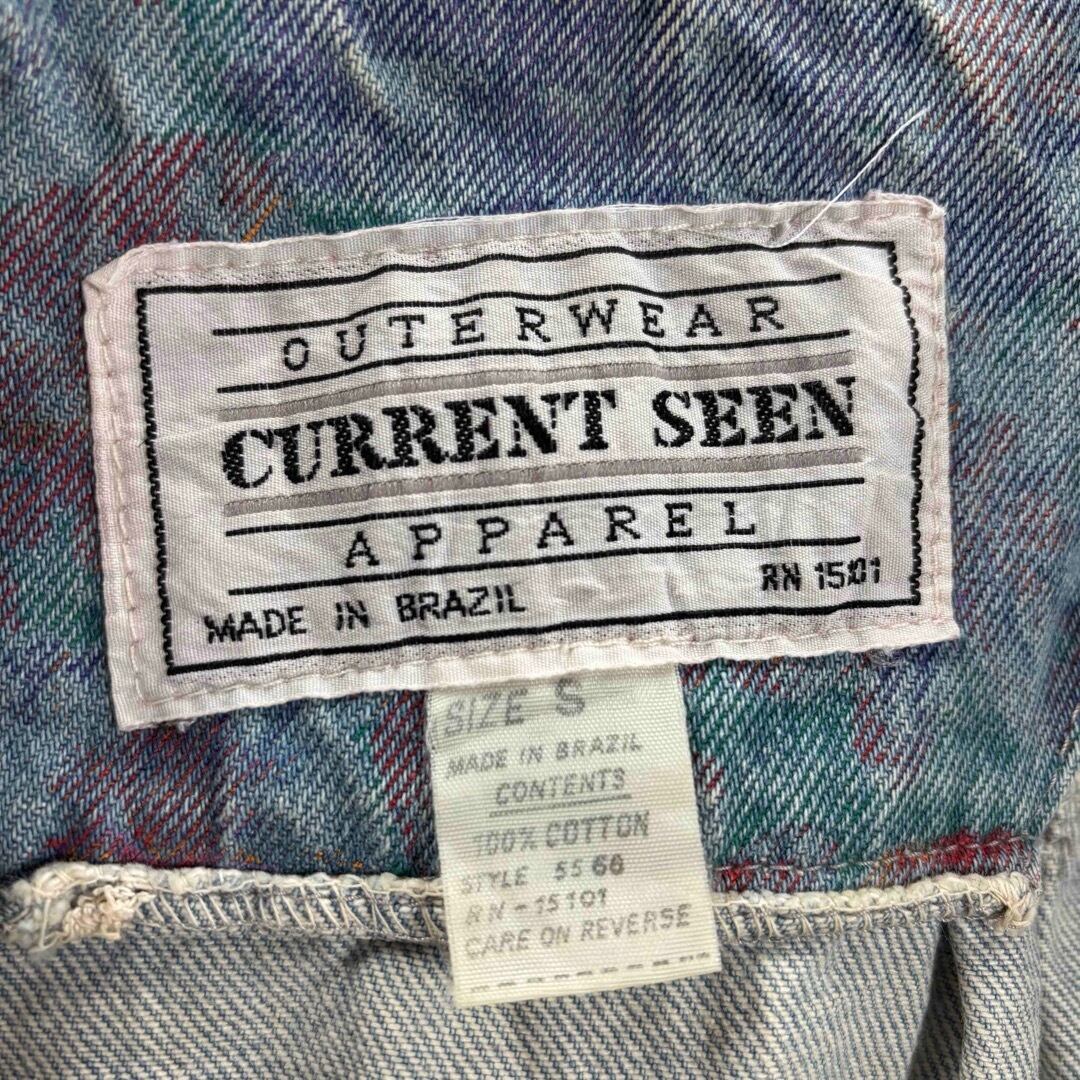 OUTERWEAR
CURRENT SEEN
APPAREL
MADE IN BRAZIL RN 15101
SIZE S
MADE IN BRAZIL
CONTENTS
100% COTTON
STYLE 5566
RN-15101
CARE ON REVERSE